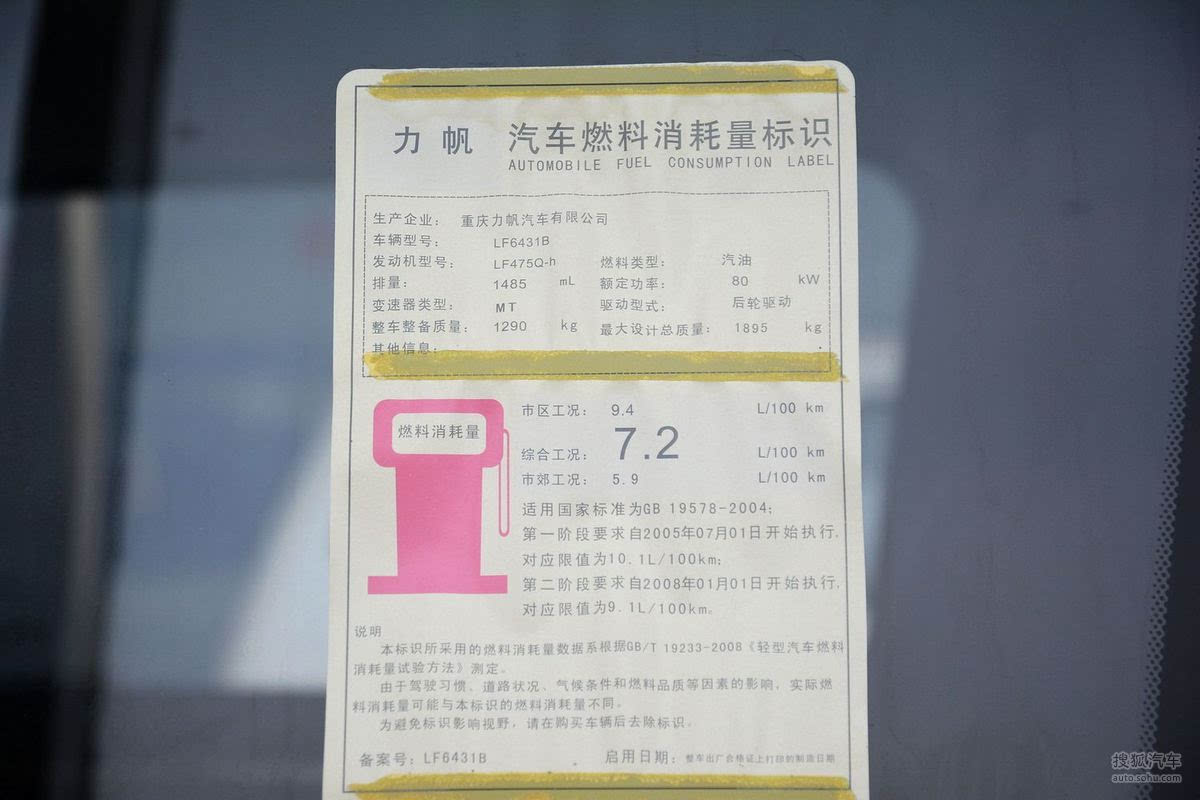 力帆 汽车燃料消耗量标识
AUTOMOBILE FUEL CONSUMPTION LABEL
生产企业: 重庆力帆汽车有限公司
车辆型号: LF6431B
发动机型号: LF475Q-h 燃料类型: 汽油
排量: 1485 mL 额定功率: 80 kW
变速器类型: MT 驱动型式: 后轮驱动
整车整备质量: 1290 kg 最大设计总质量: 1895 kg
其他信息:
燃料消耗量
市区工况: 9.4 L/100 km
综合工况: 7.2 L/100 km
市郊工况: 5.9 L/100 km
适用国家标准为GB 19578-2004;
第一阶段要求自2005年07月01日开始执行,
对应限值为10.1L/100km;
第二阶段要求自2008年01月01日开始执行,
对应限值为9.1L/100km。
说明
本标识所采用的燃料消耗量数据系根据GB/T 19233-2008《轻型汽车燃料
消耗量试验方法》测定。
由于驾驶习惯、道路状况、气候条件和燃料品质等因素的影响，实际燃
料消耗量可能与本标识的燃料消耗量不同。
为避免标识影响视野，请在购买车辆后去除标识。
备案号: LF6431B 启用日期: 整车出厂合格证上打印的制造日期
搜狐汽车
auto.sohu.com